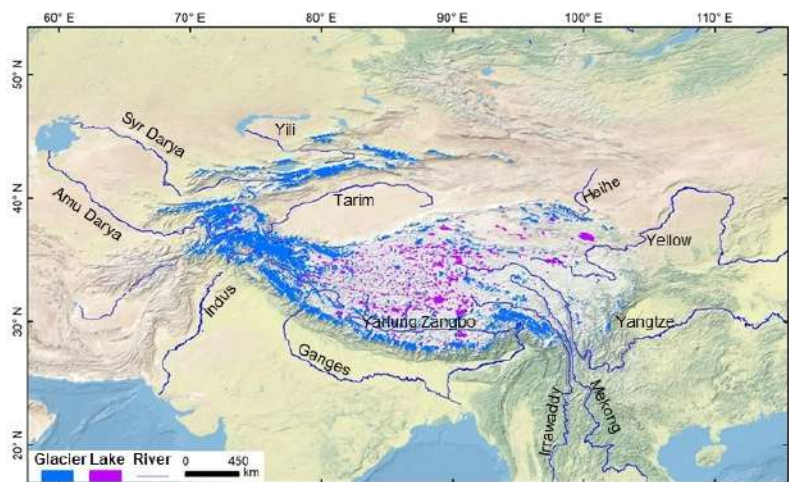 60° E 70° E 80° E 90° E 100° E 110° E
50° N
40° N
30° N
20° N
Syr Darya
Yili
Amu Darya
Tarim
Heihe
Yellow
Indus
Yarlung Zangbo
Yangtze
Ganges
Irrawaddy
Mekong
Glacier Lake River 0 450
km